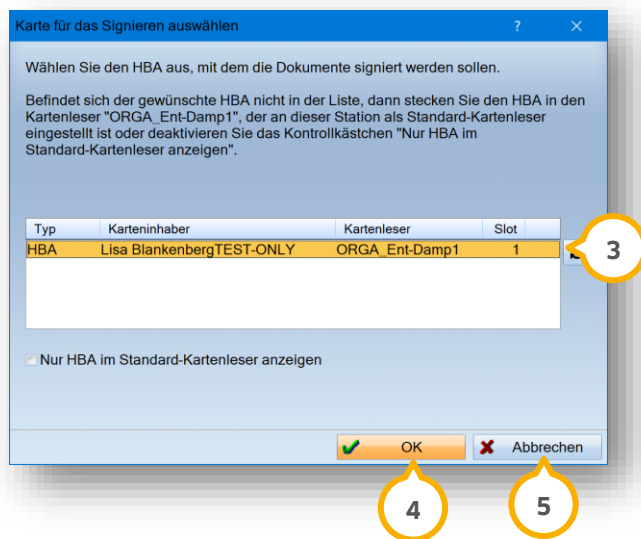 Karte für das Signieren auswählen ? ×
Wählen Sie den HBA aus, mit dem die Dokumente signiert werden sollen.
Befindet sich der gewünschte HBA nicht in der Liste, dann stecken Sie den HBA in den
Kartenleser "ORGA_Ent-Damp1", der an dieser Station als Standard-Kartenleser
eingestellt ist oder deaktivieren Sie das Kontrollkästchen "Nur HBA im
Standard-Kartenleser anzeigen".
Typ Karteninhaber Kartenleser Slot
HBA Lisa BlankenbergTEST-ONLY ORGA_Ent-Damp1 1
3
Nur HBA im Standard-Kartenleser anzeigen
OK Abbrechen
4 5